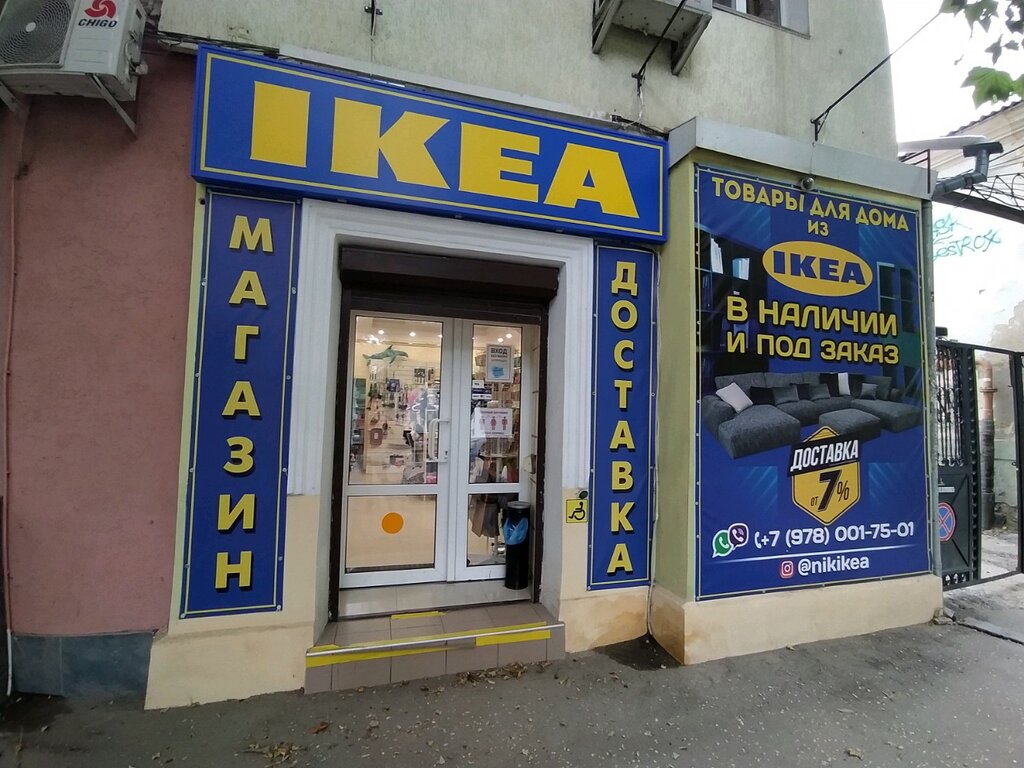 CHIGO
IKEA
МАГАЗИН
ВХОД
ДОСТАВКА
ТОВАРЫ ДЛЯ ДОМА
ИЗ
IKEA
В НАЛИЧИИ
И ПОД ЗАКАЗ
ДОСТАВКА
ОТ 7%
+7 (978) 001-75-01
@nikikea